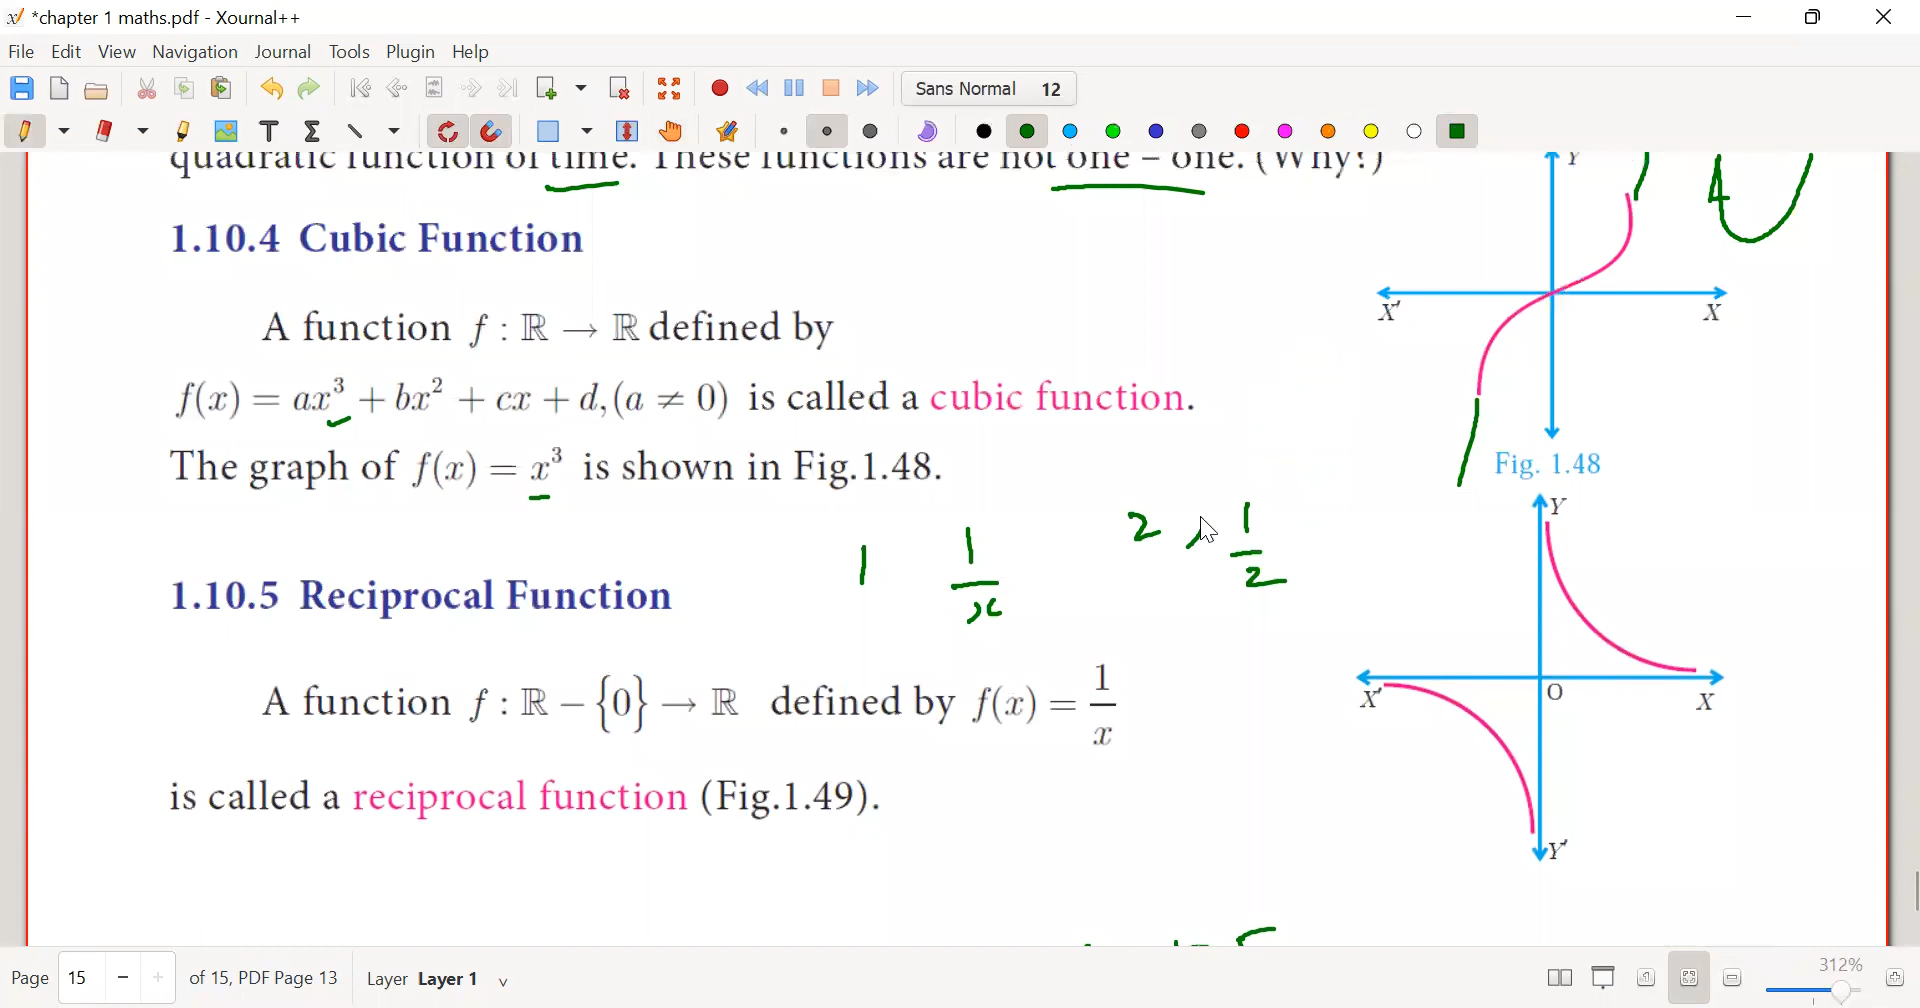 *chapter 1 maths.pdf - Xournal++
File Edit View Navigation Journal Tools Plugin Help
Sans Normal 12
quadratic function of time. These functions are not one – one. (Why?)
Y
1.10.4 Cubic Function
A function f : ℝ → ℝ defined by
X′ X
f(x) = ax³ + bx² + cx + d, (a ≠ 0) is called a cubic function.
The graph of f(x) = x³ is shown in Fig.1.48.
Fig. 1.48
Y
1 1/x 2 , 1/2
1.10.5 Reciprocal Function
A function f : ℝ – {0} → ℝ defined by f(x) = 1/x
X′ O X
is called a reciprocal function (Fig.1.49).
Y′
Page 15 of 15, PDF Page 13 Layer Layer 1 312%